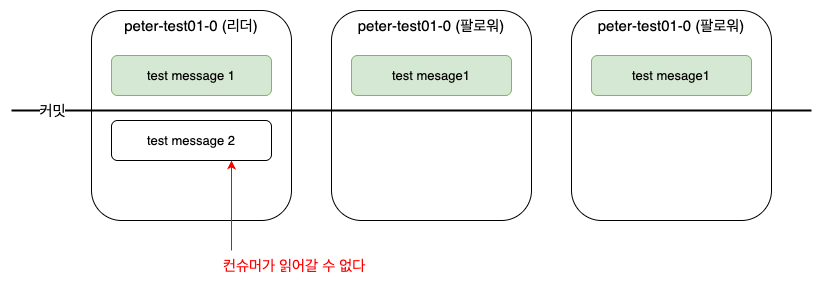 peter-test01-0 (리더)
peter-test01-0 (팔로워)
peter-test01-0 (팔로워)
test message 1
test mesage1
test mesage1
커밋
test message 2
컨슈머가 읽어갈 수 없다